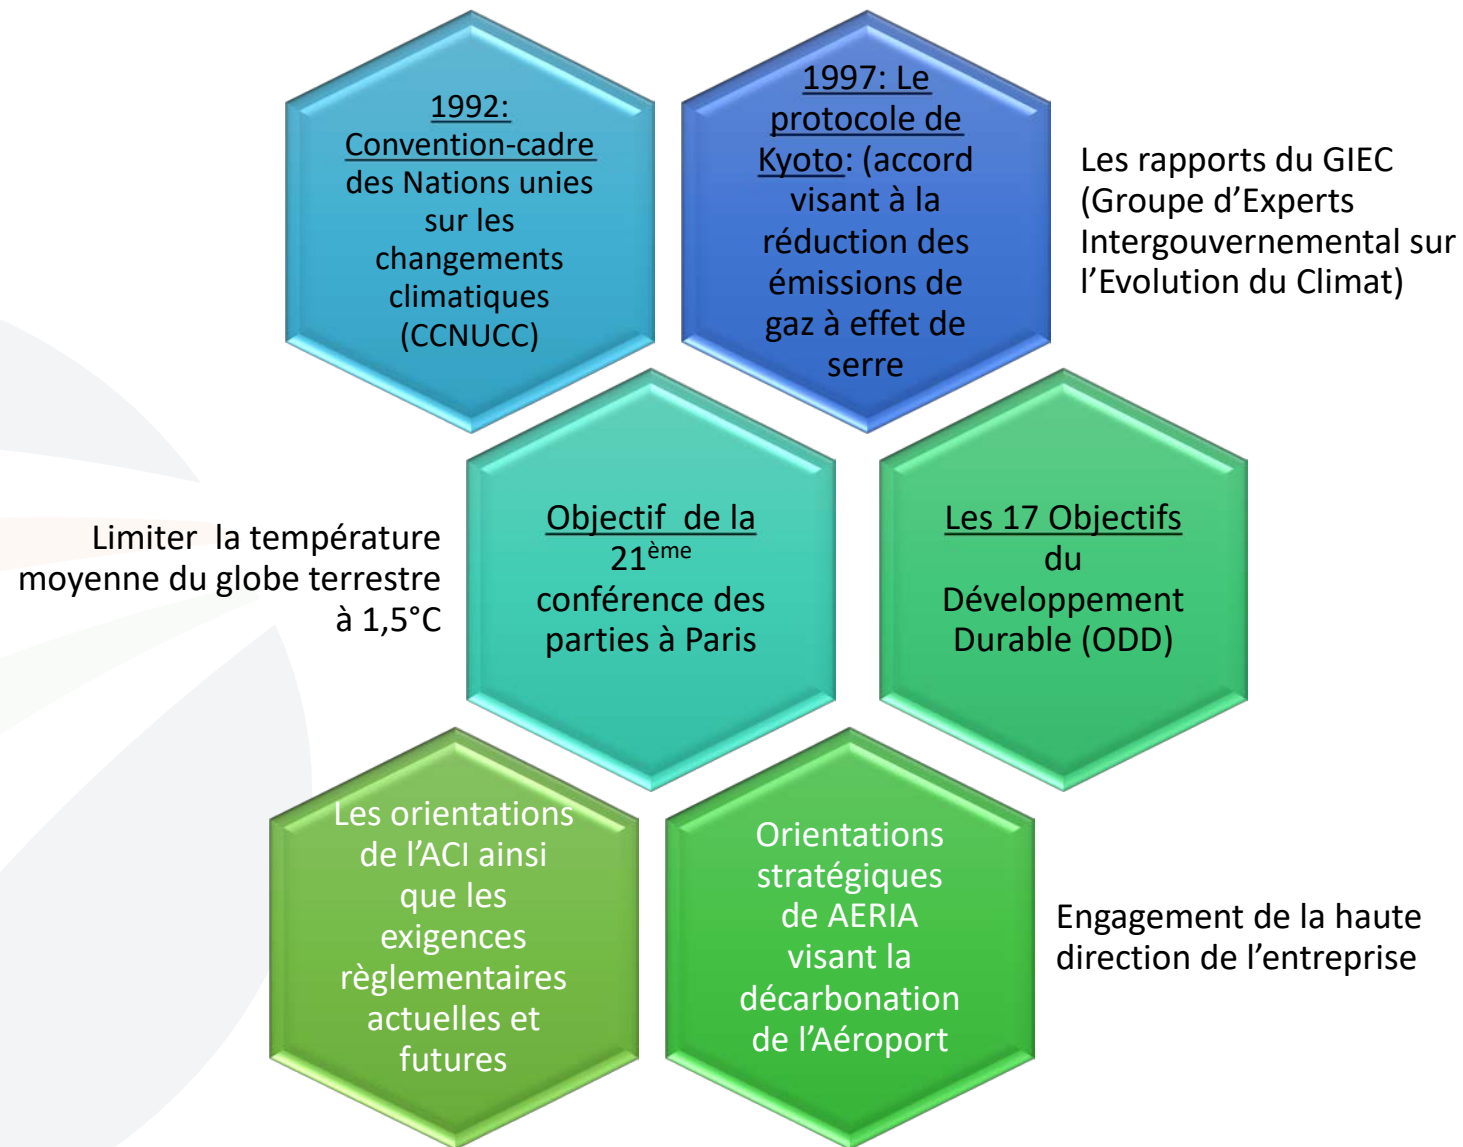 1992:
Convention-cadre
des Nations unies
sur les
changements
climatiques
(CCNUCC)
1997: Le
protocole de
Kyoto: (accord
visant à la
réduction des
émissions de
gaz à effet de
serre
Les rapports du GIEC
(Groupe d’Experts
Intergouvernemental sur
l’Evolution du Climat)
Limiter  la température
moyenne du globe terrestre
à 1,5°C
Objectif  de la
21ème
conférence des
parties à Paris
Les 17 Objectifs
du
Développement
Durable (ODD)
Les orientations
de l’ACI ainsi
que les
exigences
règlementaires
actuelles et
futures
Orientations
stratégiques
de AERIA
visant la
décarbonation
de l’Aéroport
Engagement de la haute
direction de l’entreprise